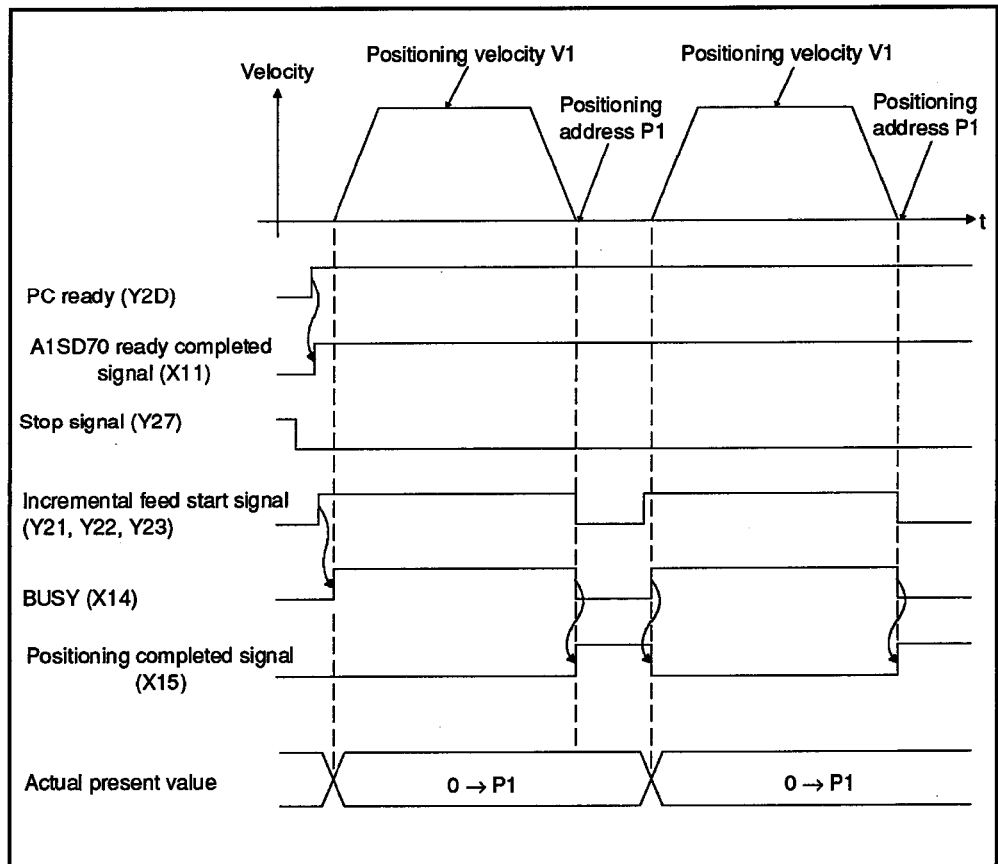 Positioning velocity V1
Positioning velocity V1
Velocity
Positioning
address P1
Positioning
address P1
t
PC ready (Y2D)
A1SD70 ready completed
signal (X11)
Stop signal (Y27)
Incremental feed start signal
(Y21, Y22, Y23)
BUSY (X14)
Positioning completed signal
(X15)
Actual present value
0 → P1
0 → P1